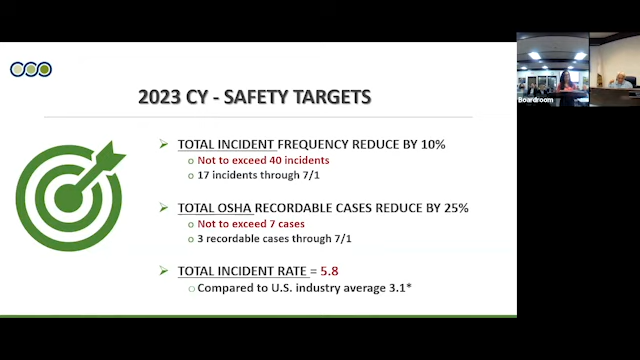 2023 CY - SAFETY TARGETS
TOTAL INCIDENT FREQUENCY REDUCE BY 10%
Not to exceed 40 incidents
17 incidents through 7/1
TOTAL OSHA RECORDABLE CASES REDUCE BY 25%
Not to exceed 7 cases
3 recordable cases through 7/1
TOTAL INCIDENT RATE = 5.8
Compared to U.S. industry average 3.1*
Boardroom